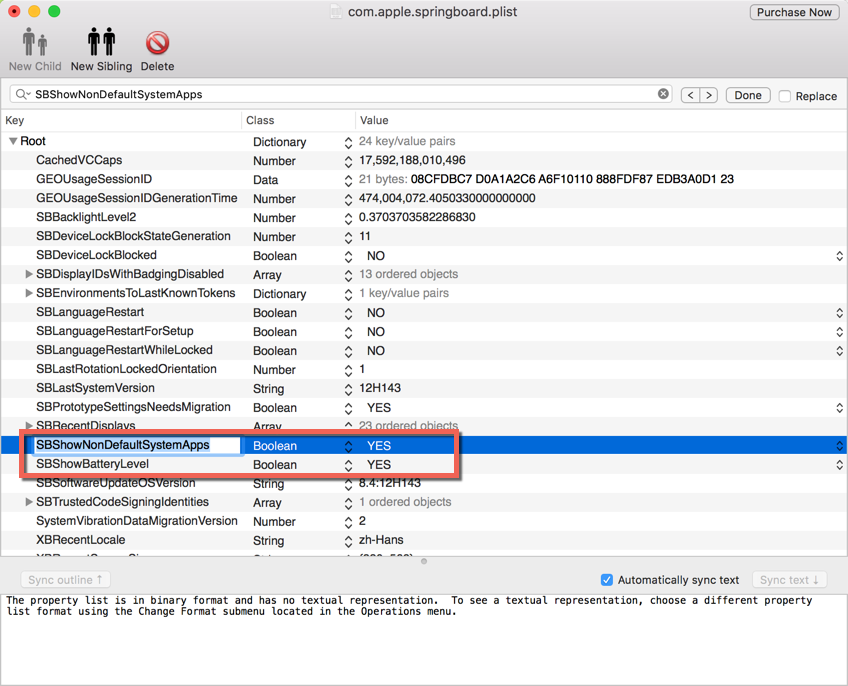 com.apple.springboard.plist
Purchase Now
New Child New Sibling Delete
SBShowNonDefaultSystemApps < > Done Replace
Key Class Value
Root Dictionary 24 key/value pairs
CachedVCCaps Number 17,592,188,010,496
GEOUsageSessionID Data 21 bytes: 08CFDBC7 D0A1A2C6 A6F10110 888FDF87 EDB3A0D1 23
GEOUsageSessionIDGenerationTime Number 474,004,072.4050330000000000
SBBacklightLevel2 Number 0.3703703582286830
SBDeviceLockBlockStateGeneration Number 11
SBDeviceLockBlocked Boolean NO
SBDisplayIDsWithBadgingDisabled Array 13 ordered objects
SBEnvironmentsToLastKnownTokens Dictionary 1 key/value pairs
SBLanguageRestart Boolean NO
SBLanguageRestartForSetup Boolean NO
SBLanguageRestartWhileLocked Boolean NO
SBLastRotationLockedOrientation Number 1
SBLastSystemVersion String 12H143
SBPrototypeSettingsNeedsMigration Boolean YES
SBRecentDisplays Array 23 ordered objects
SBShowNonDefaultSystemApps Boolean YES
SBShowBatteryLevel Boolean YES
SBSoftwareUpdateOSVersion String 8.4:12H143
SBTrustedCodeSigningIdentities Array 1 ordered objects
SystemVibrationDataMigrationVersion Number 2
XBRecentLocale String zh-Hans
Sync outline ↑ Automatically sync text Sync text ↓
The property list is in binary format and has no textual representation. To see a textual representation, choose a different property
list format using the Change Format submenu located in the Operations menu.